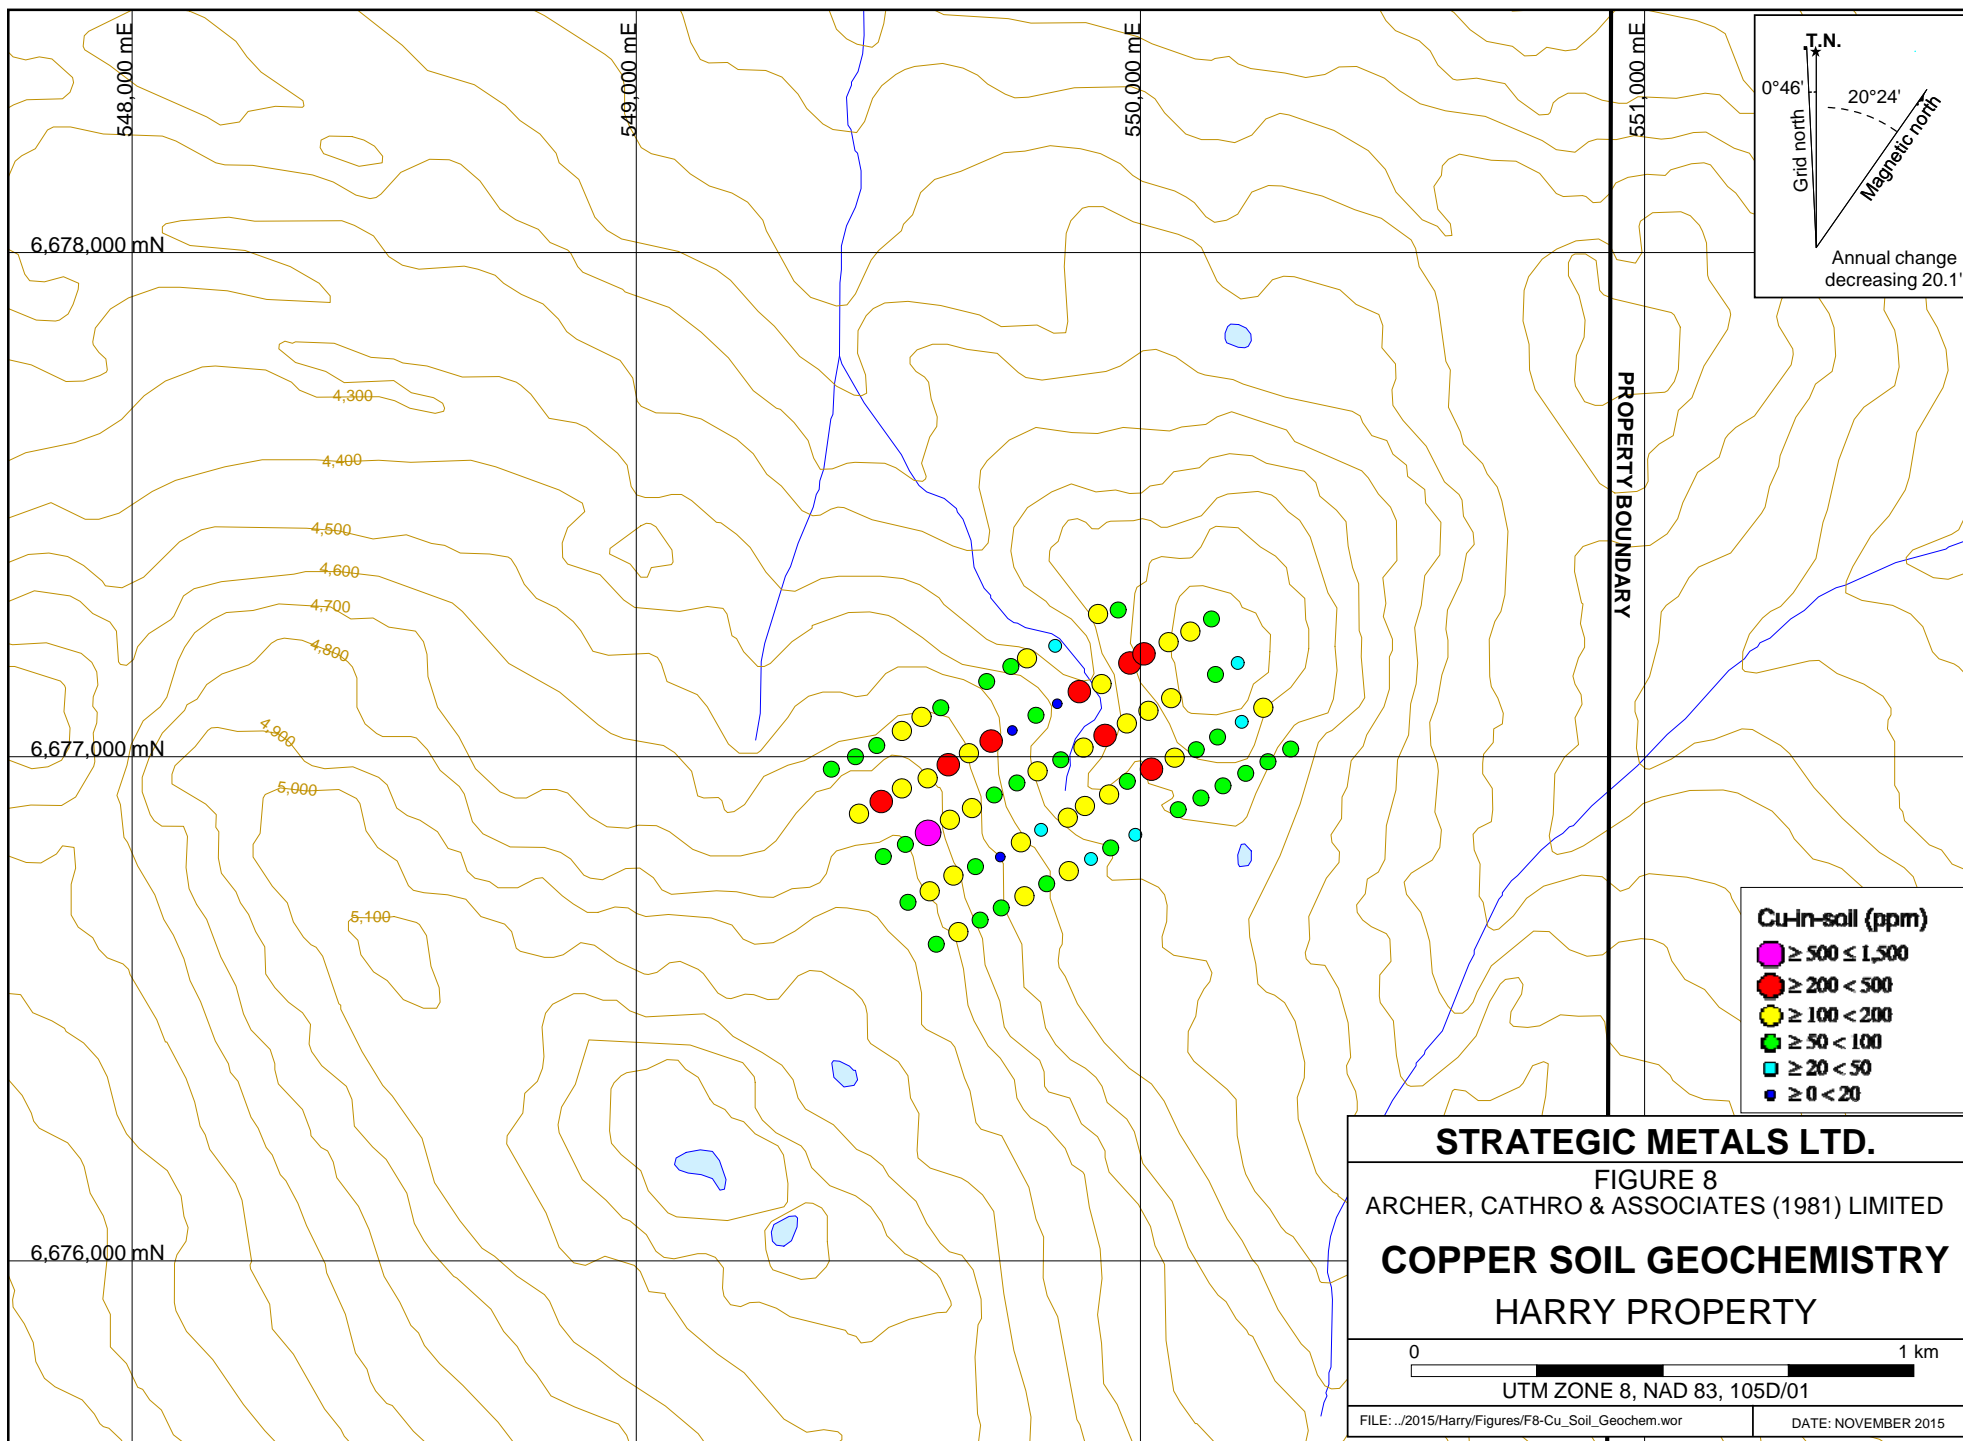 548,000 mE
549,000 mE
550,000 mE
551,000 mE
T.N.
0°46'
20°24'
Grid north
Magnetic north
Annual change
decreasing 20.1'
6,678,000 mN
4,300
4,400
4,500
4,600
4,700
4,800
4,900
5,000
5,100
PROPERTY BOUNDARY
6,677,000 mN
6,676,000 mN
Cu-in-soil (ppm)
≥ 500 ≤ 1,500
≥ 200 < 500
≥ 100 < 200
≥ 50 < 100
≥ 20 < 50
≥ 0 < 20
STRATEGIC METALS LTD.
FIGURE 8
ARCHER, CATHRO & ASSOCIATES (1981) LIMITED
COPPER SOIL GEOCHEMISTRY
HARRY PROPERTY
0 1 km
UTM ZONE 8, NAD 83, 105D/01
FILE: ../2015/Harry/Figures/F8-Cu_Soil_Geochem.wor
DATE: NOVEMBER 2015